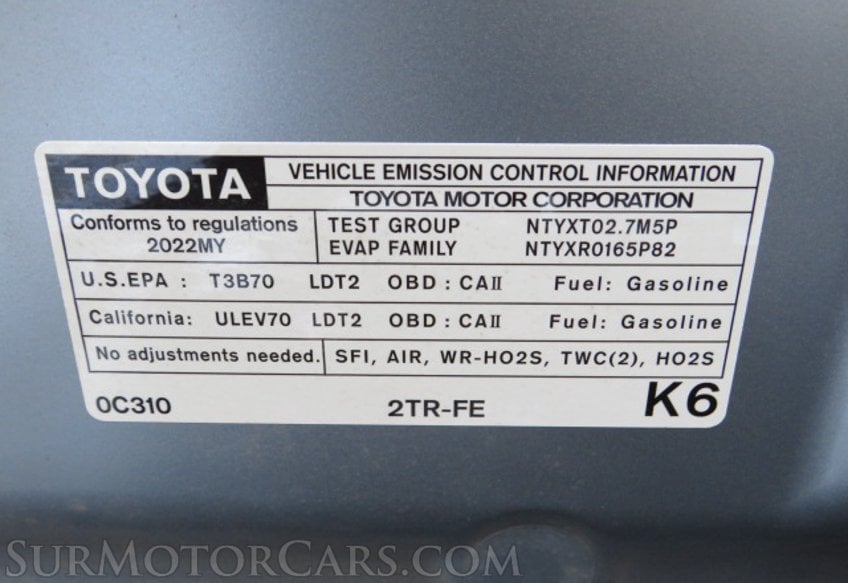 TOYOTA
VEHICLE EMISSION CONTROL INFORMATION
TOYOTA MOTOR CORPORATION
Conforms to regulations
2022MY
TEST GROUP NTYXT02.7M5P
EVAP FAMILY NTYXR0165P82
U.S.EPA : T3B70 LDT2 OBD : CAII Fuel: Gasoline
California: ULEV70 LDT2 OBD : CAII Fuel: Gasoline
No adjustments needed. SFI, AIR, WR-HO2S, TWC(2), HO2S
0C310 2TR-FE K6
SurMotorCars.com